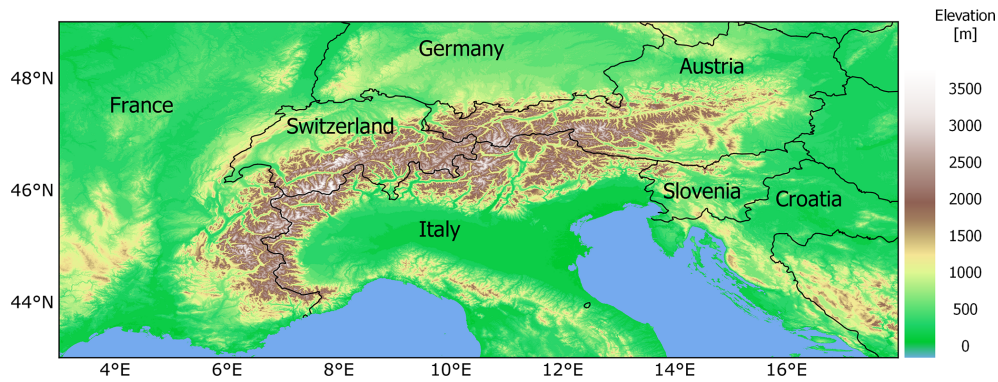 Elevation
[m]
Germany
48°N
Austria
3500
France
Switzerland
3000
2500
46°N
Slovenia
Croatia
2000
Italy
1500
1000
44°N
500
0
4°E
6°E
8°E
10°E
12°E
14°E
16°E